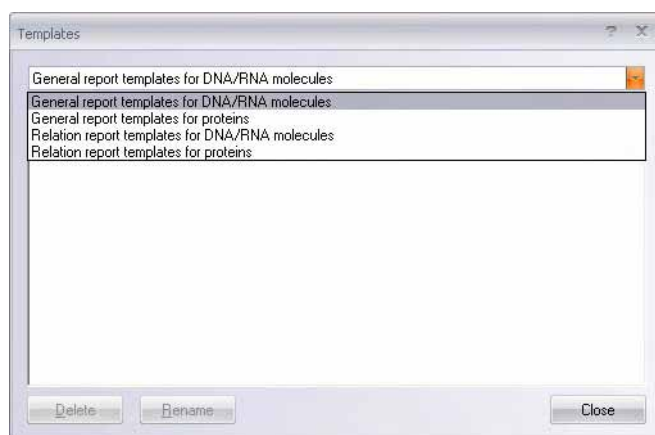 Templates
General report templates for DNA/RNA molecules
General report templates for DNA/RNA molecules
General report templates for proteins
Relation report templates for DNA/RNA molecules
Relation report templates for proteins
Delete Rename Close